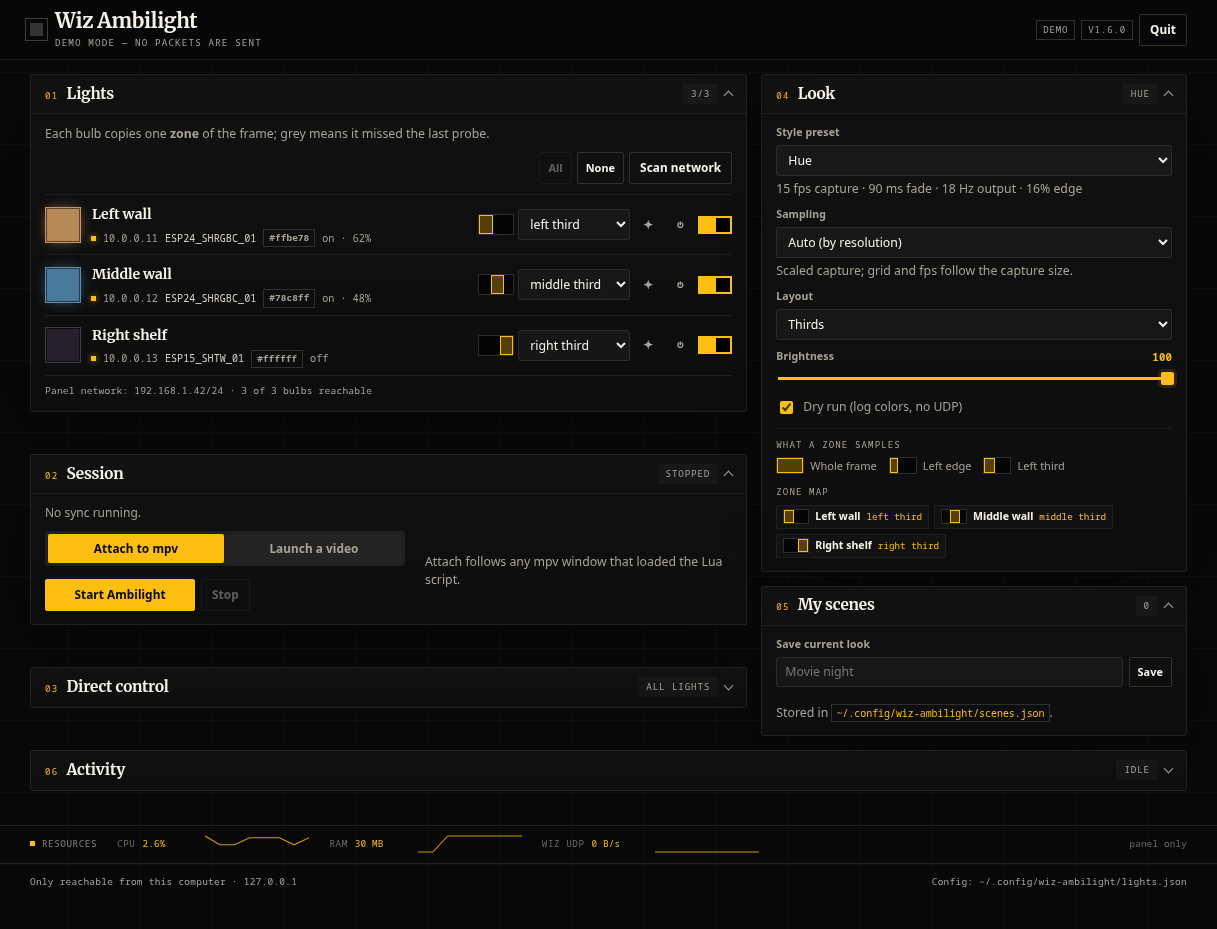 Wiz Ambilight
DEMO MODE — NO PACKETS ARE SENT
DEMO
V1.6.0
Quit
01 Lights
3/3
Each bulb copies one zone of the frame; grey means it missed the last probe.
All
None
Scan network
Left wall
10.0.0.11 ESP24_SHRGBC_01 #ffbe78 on · 62%
left third
Middle wall
10.0.0.12 ESP24_SHRGBC_01 #78c8ff on · 48%
middle third
Right shelf
10.0.0.13 ESP15_SHTW_01 #ffffff off
right third
Panel network: 192.168.1.42/24 · 3 of 3 bulbs reachable
02 Session
STOPPED
No sync running.
Attach to mpv
Launch a video
Attach follows any mpv window that loaded the Lua
script.
Start Ambilight
Stop
03 Direct control
ALL LIGHTS
04 Look
HUE
Style preset
Hue
15 fps capture · 90 ms fade · 18 Hz output · 16% edge
Sampling
Auto (by resolution)
Scaled capture; grid and fps follow the capture size.
Layout
Thirds
Brightness
100
Dry run (log colors, no UDP)
WHAT A ZONE SAMPLES
Whole frame
Left edge
Left third
ZONE MAP
Left wall left third
Middle wall middle third
Right shelf right third
05 My scenes
0
Save current look
Movie night
Save
Stored in ~/.config/wiz-ambilight/scenes.json.
06 Activity
IDLE
RESOURCES
CPU 2.6%
RAM 30 MB
WIZ UDP 0 B/s
panel only
Only reachable from this computer · 127.0.0.1
Config: ~/.config/wiz-ambilight/lights.json